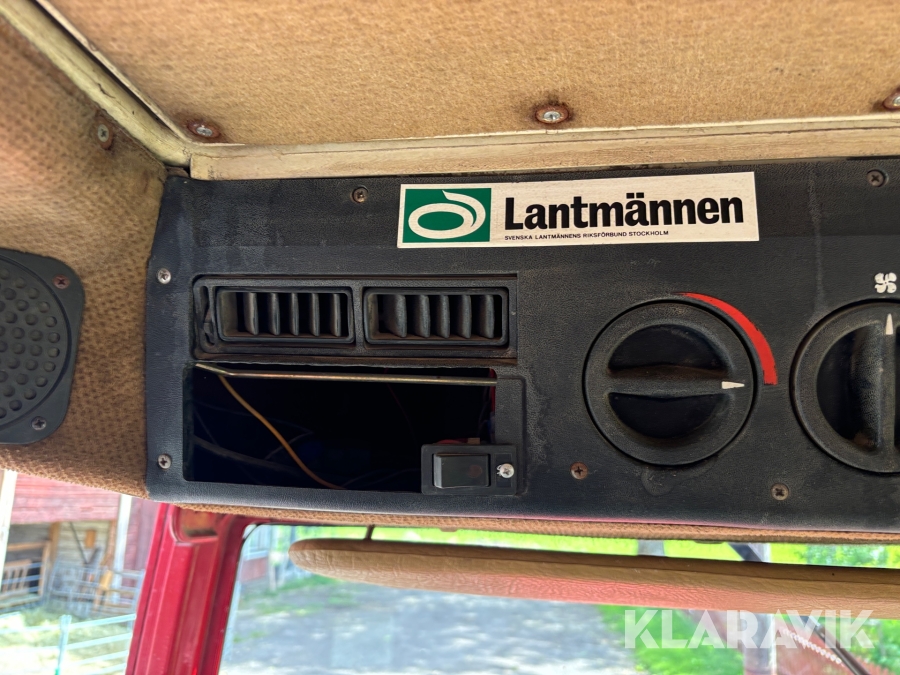 Lantmännen
SVENSKA LANTMÄNNENS RIKSFÖRBUND STOCKHOLM
KLARAVIK